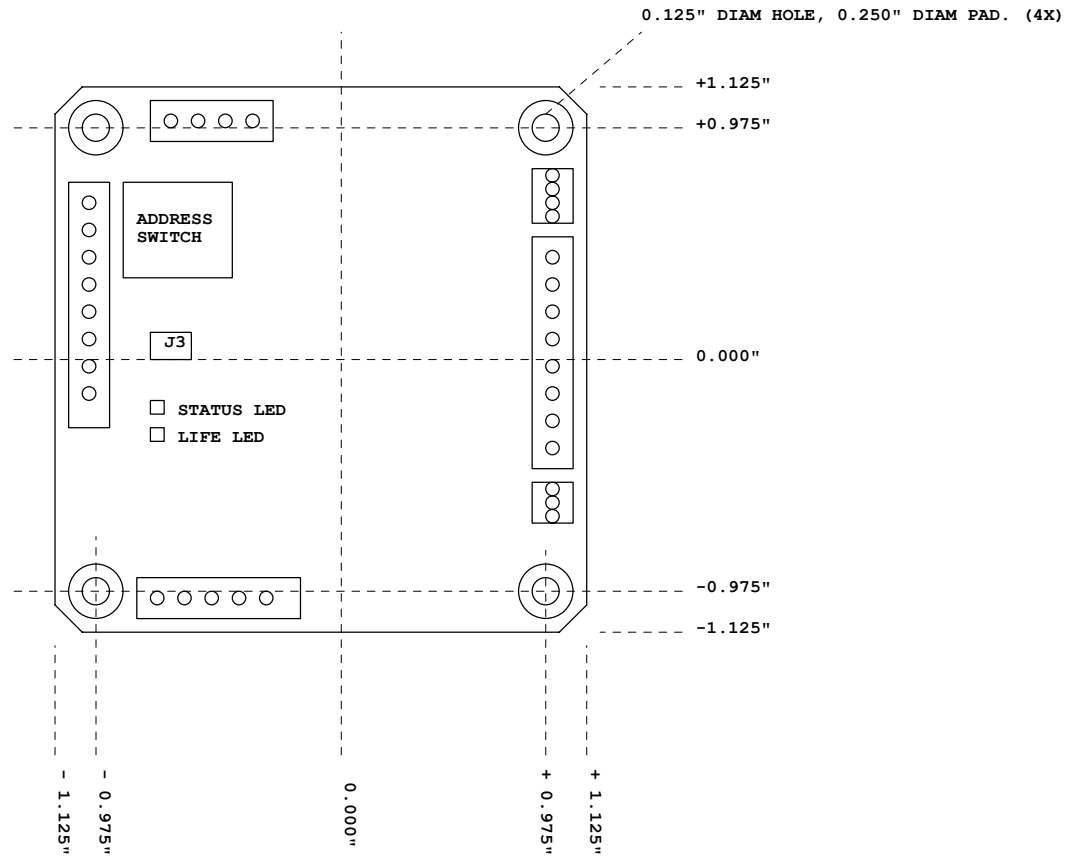 0.125" DIAM HOLE, 0.250" DIAM PAD. (4X)
+1.125"
+0.975"
ADDRESS
SWITCH
J3
0.000"
STATUS LED
LIFE LED
-0.975"
-1.125"
- 1.125"
- 0.975"
0.000"
+ 0.975"
+ 1.125"